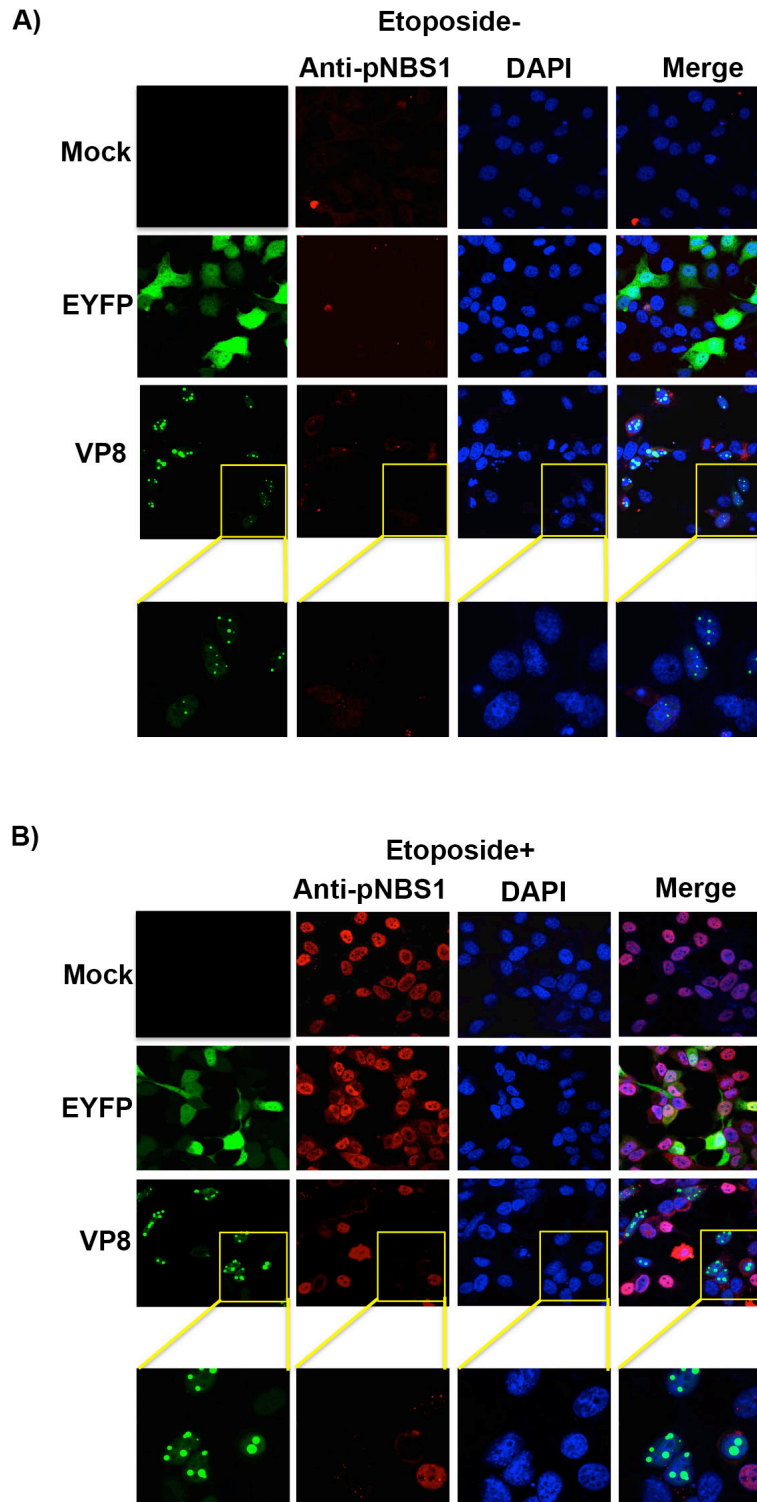 A)
Etoposide-
Anti-pNBS1 DAPI Merge
Mock
EYFP
VP8
B)
Etoposide+
Anti-pNBS1 DAPI Merge
Mock
EYFP
VP8